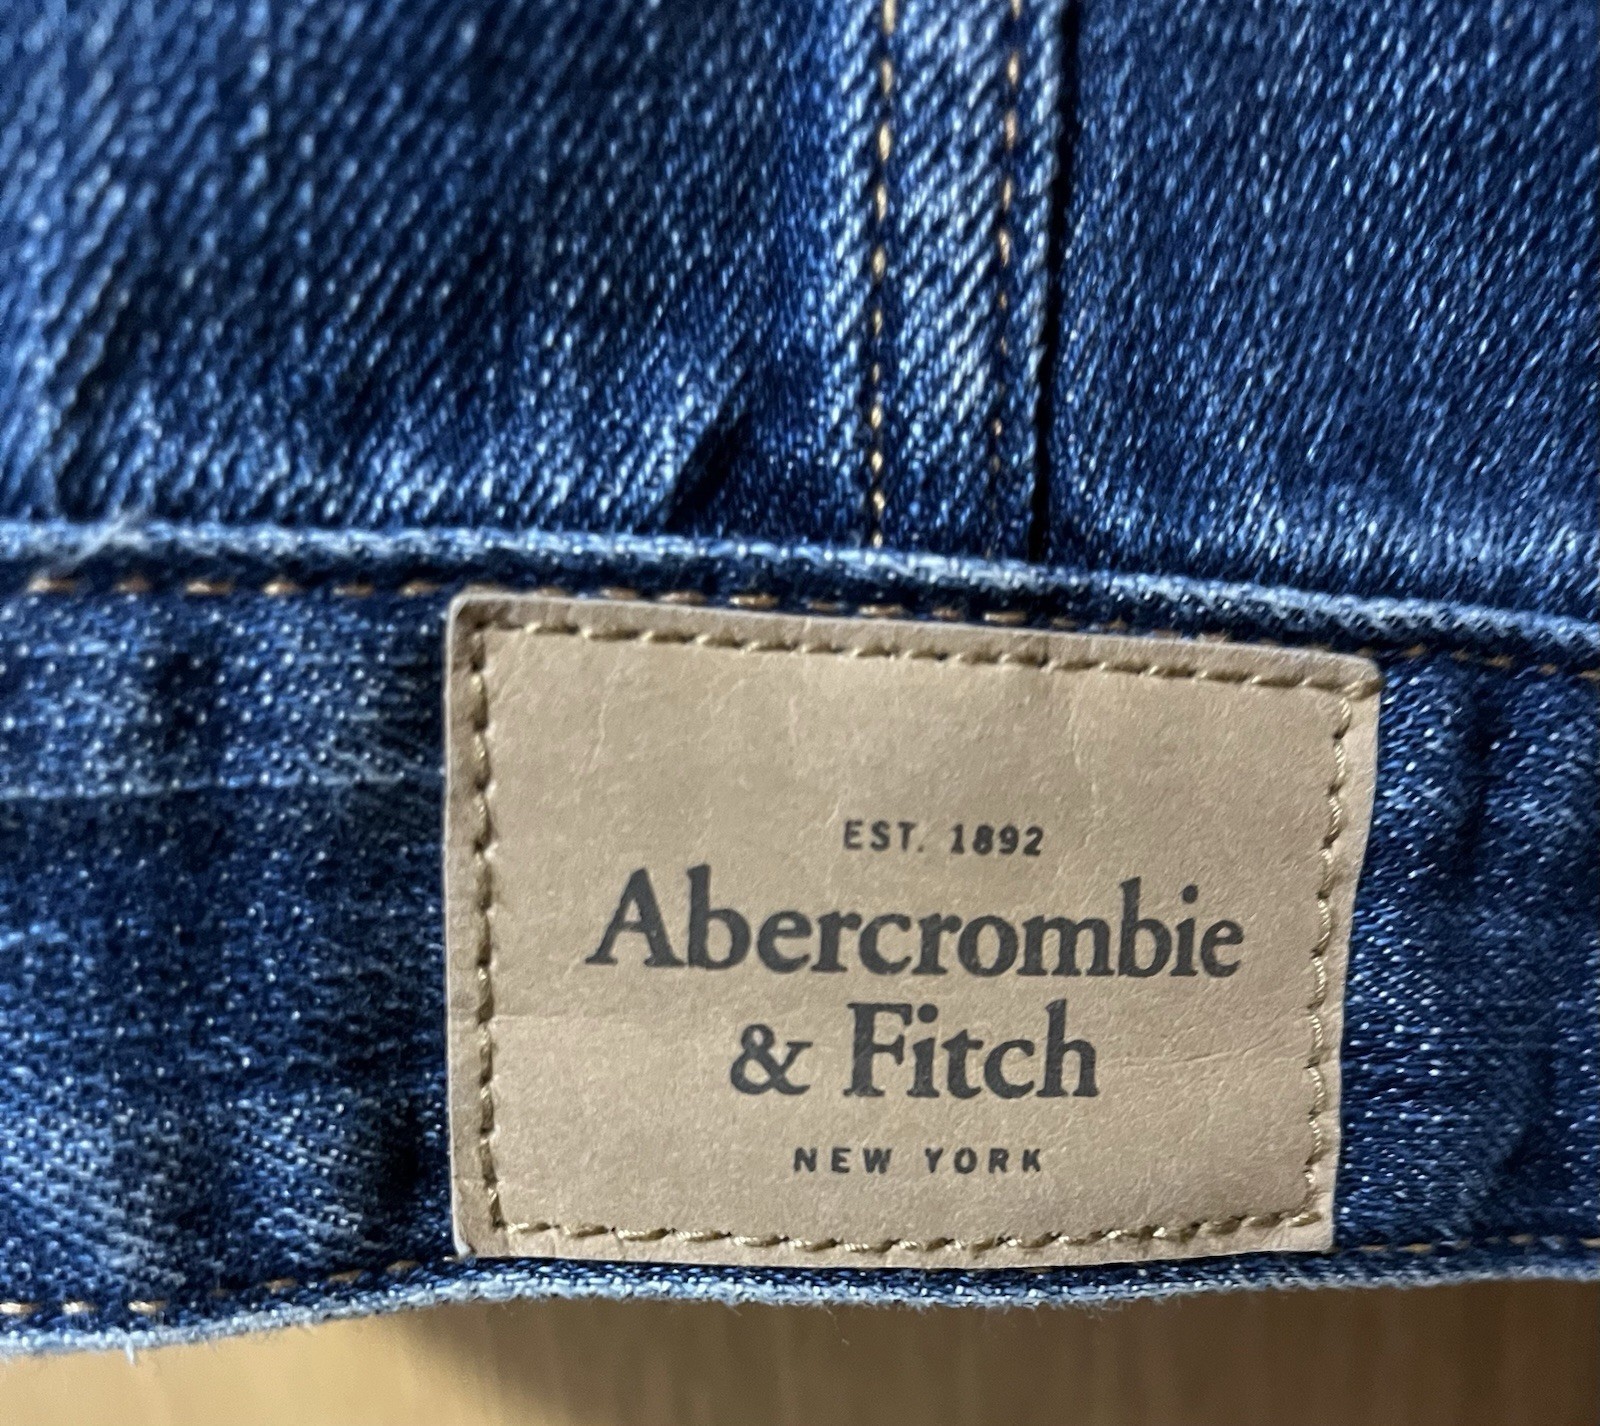 EST. 1892
Abercrombie
& Fitch
NEW YORK